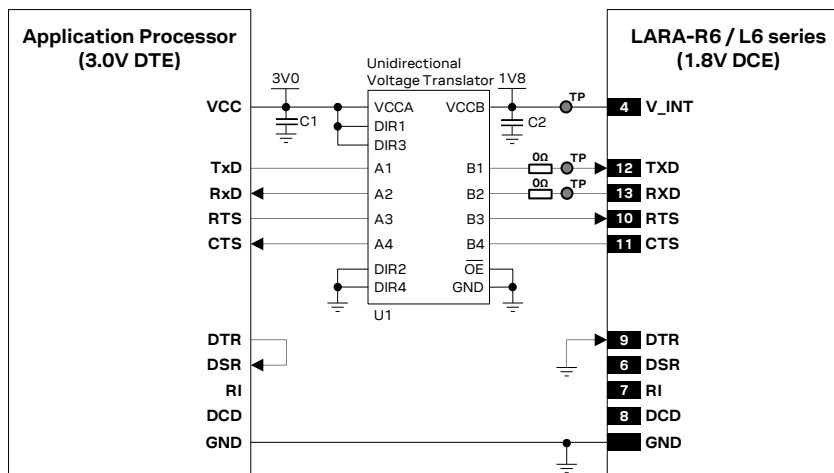 Application Processor
(3.0V DTE)
LARA-R6 / L6 series
(1.8V DCE)
Unidirectional
Voltage Translator
3V0
1V8
VCC
C1
VCCA
VCCB
C2
TP
4
V_INT
DIR1
DIR3
TxD
A1
B1
0Ω
TP
12
TXD
RxD
A2
B2
0Ω
TP
13
RXD
RTS
A3
B3
10
RTS
CTS
A4
B4
11
CTS
DIR2
OE
DIR4
GND
U1
DTR
9
DTR
DSR
6
DSR
RI
7
RI
DCD
8
DCD
GND
GND